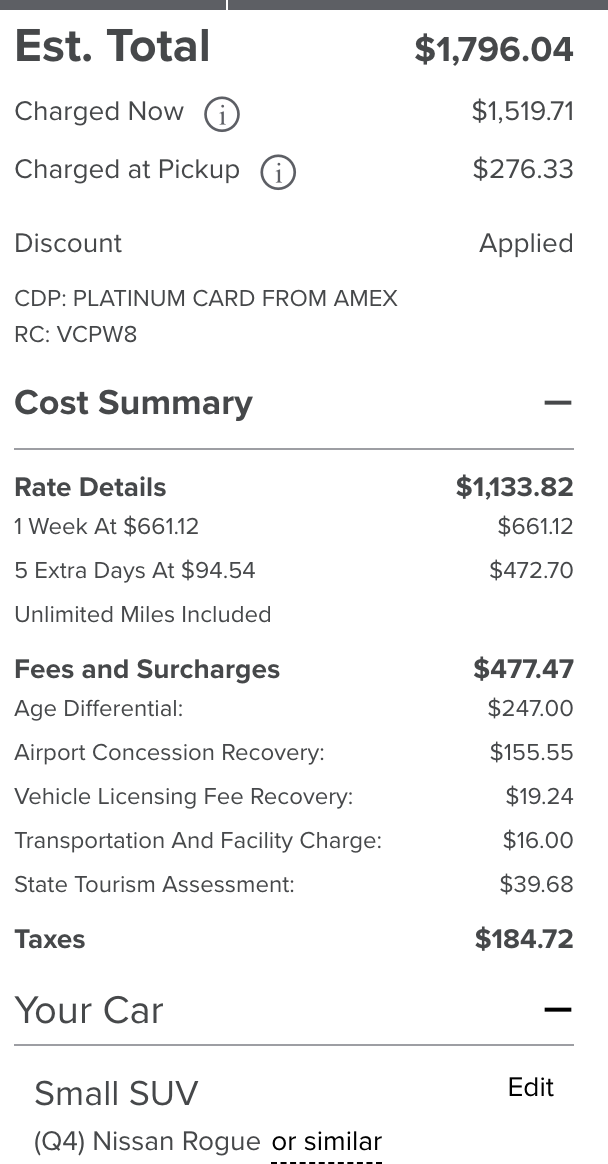 Est. Total $1,796.04
Charged Now i $1,519.71
Charged at Pickup i $276.33
Discount Applied
CDP: PLATINUM CARD FROM AMEX
RC: VCPW8
Cost Summary —
Rate Details $1,133.82
1 Week At $661.12 $661.12
5 Extra Days At $94.54 $472.70
Unlimited Miles Included
Fees and Surcharges $477.47
Age Differential: $247.00
Airport Concession Recovery: $155.55
Vehicle Licensing Fee Recovery: $19.24
Transportation And Facility Charge: $16.00
State Tourism Assessment: $39.68
Taxes $184.72
Your Car —
Small SUV Edit
(Q4) Nissan Rogue or similar